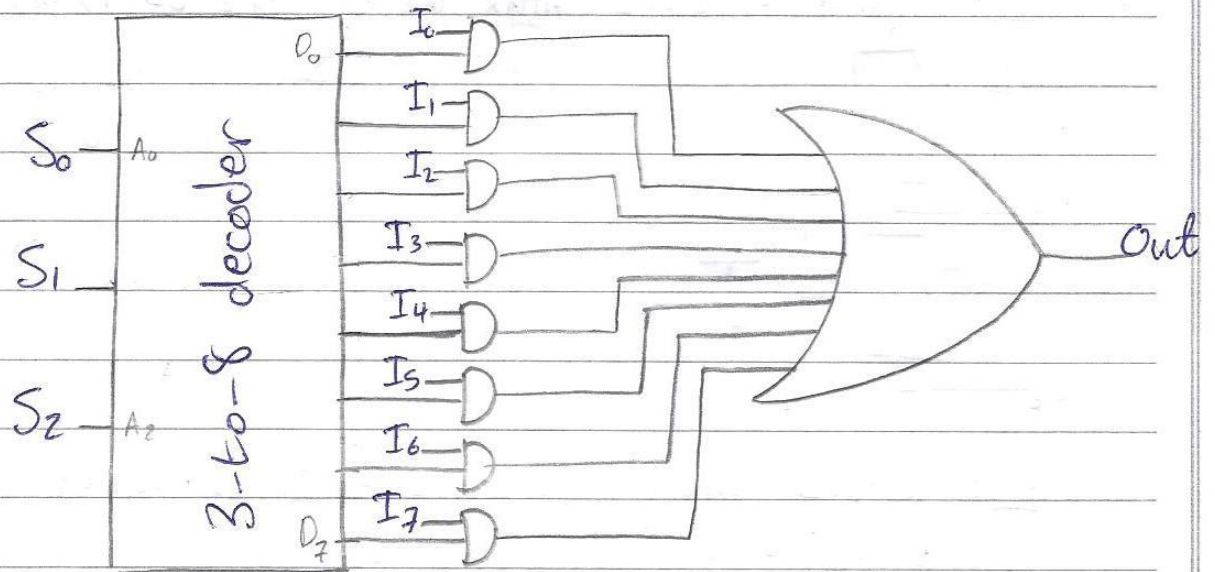 I₀
D₀
I₁
S₀
A₀
I₂
I₃
Out
S₁
3-to-8 decoder
I₄
I₅
S₂
A₂
I₆
I₇
D₇